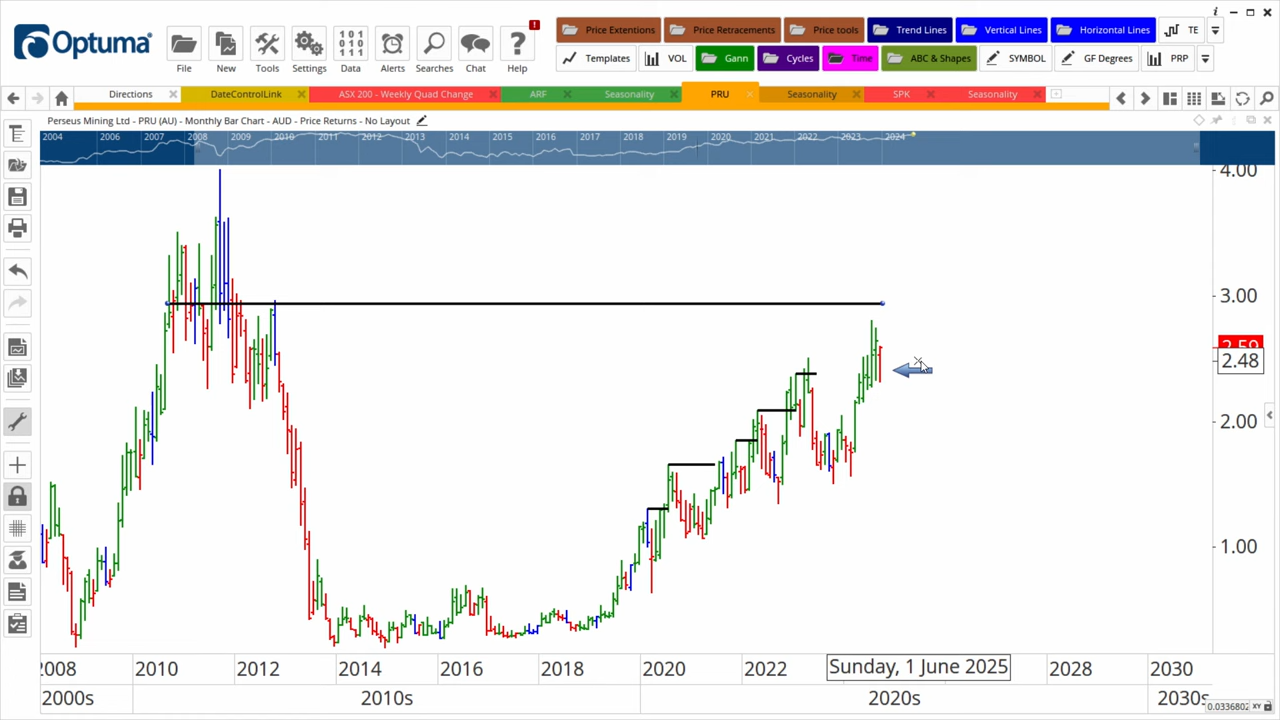 Optuma
File
New
Tools
Settings
Data
Alerts
Searches
Chat
Help
Price Extentions
Price Retracements
Price tools
Trend Lines
Vertical Lines
Horizontal Lines
TE
Templates
VOL
Gann
Cycles
Time
ABC & Shapes
SYMBOL
GF Degrees
PRP
Directions
DateControlLink
ASX 200 - Weekly Quad Change
ARF
Seasonality
PRU
Seasonality
SPK
Seasonality
Perseus Mining Ltd - PRU (AU) - Monthly Bar Chart - AUD - Price Returns - No Layout
2004 2006 2007 2008 2009 2010 2011 2012 2013 2014 2015 2016 2017 2018 2019 2020 2021 2022 2023 2024
4.00
3.00
2.59
2.48
2.00
1.00
2008 2010 2012 2014 2016 2018 2020 2022 Sunday, 1 June 2025 2028 2030
2000s 2010s 2020s 2030s
0.0336802 XY